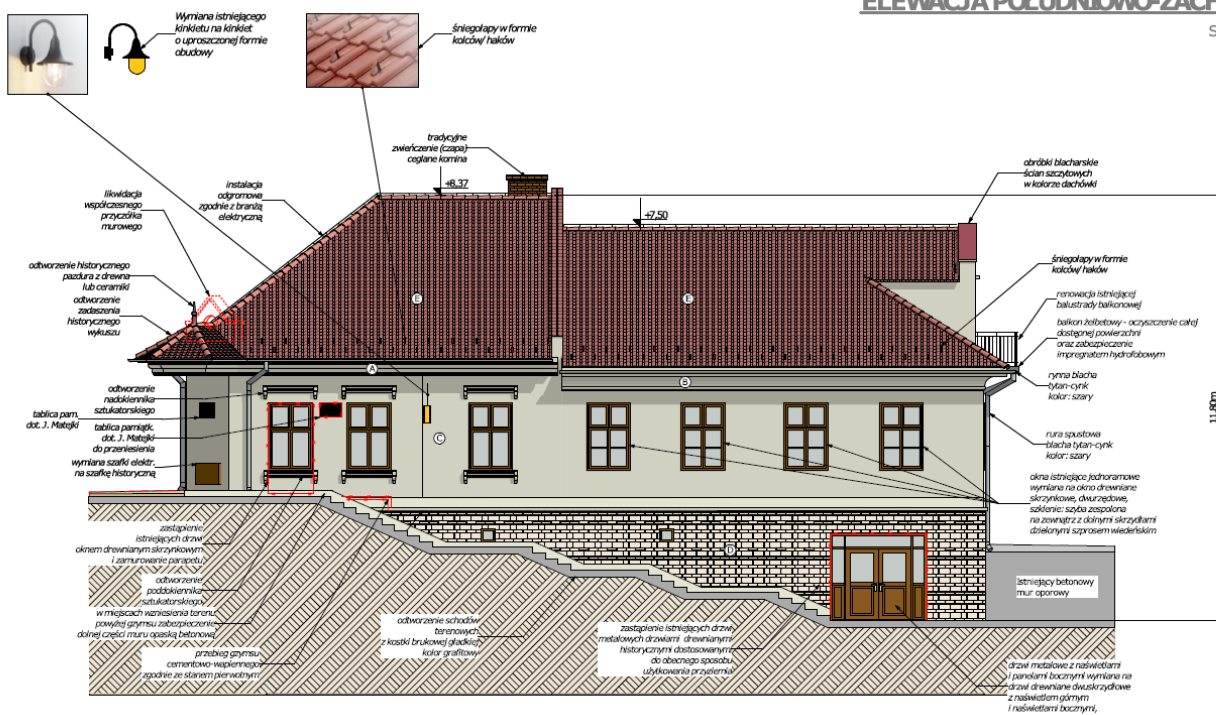 ELEWACJA POŁUDNIOWO-ZACH
S
Wymiana istniejącego
kinkietu na kinkiet
o uproszczonej formie
obudowy
śniegołapy w formie
kolców/ haków
tradycyjne
zwieńczenie (czapa)
ceglane komina
+8,37
+7,50
obróbki blacharskie
ścian szczytowych
w kolorze dachówki
likwidacja
współczesnego
przyczółka
murowego
instalacja
odgromowa
zgodnie z branżą
elektryczną
odtworzenie historycznego
pazdura z drewna
lub ceramiki
odtworzenie
zadaszenia
historycznego
wykuszu
śniegołapy w formie
kolców/ haków
renowacja istniejącej
balustrady balkonowej
balkon żelbetowy - oczyszczenie całej
dostępnej powierzchni
oraz zabezpieczenie
impregnatem hydrofobowym
rynna blacha
tytan-cynk
kolor: szary
E
E
A
B
C
D
odtworzenie
nadokiennika
sztukatorskiego
tablica pam.
dot. J. Matejki
tablica pamiątk.
dot. J. Matejki
do przeniesienia
wymiana szafki elektr.
na szafkę historyczną
11.80m
rura spustowa
blacha tytan-cynk
kolor: szary
okna istniejące jednoramowe
wymiana na okno drewniane
skrzynkowe, dwurzędowe,
szklenie: szyba zespolona
na zewnątrz z dolnymi skrzydłami
dzielonymi szprosem wiedeńskim
zastąpienie
istniejących drzwi
oknem drewnianym skrzynkowym
i zamurowanie parapetu
odtworzenie
poddokiennika
sztukatorskiego
w miejscach wzniesienia terenu
powyżej gzymsu zabezpieczenie
dolnej części muru opaską betonową
przebieg gzymsu
cementowo-wapiennego
zgodnie ze stanem pierwotnym
odtworzenie schodów
terenowych
z kostki brukowej gładkiej
kolor grafitowy
zastąpienie istniejących drzwi
metalowych drzwiami drewnianymi
historycznymi dostosowanymi
do obecnego sposobu
użytkowania przyziemia
Istniejący betonowy
mur oporowy
drzwi metalowe z naświetlami
i panelami bocznymi wymiana na
drzwi drewniane dwuskrzydłowe
z naświetlem górnym
i naświetlami bocznymi,